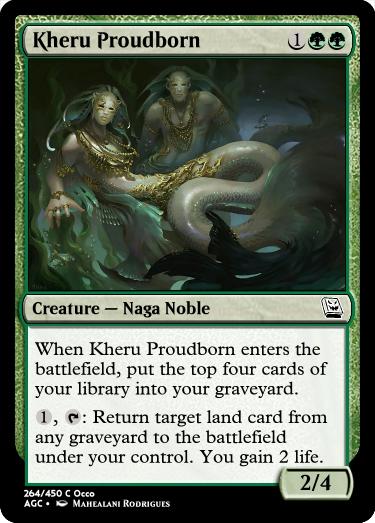 Kheru Proudborn 1
Creature — Naga Noble
When Kheru Proudborn enters the
battlefield, put the top four cards of
your library into your graveyard.
1, : Return target land card from
any graveyard to the battlefield
under your control. You gain 2 life.
2/4
264/450 C Occo
AGC • Mahealani Rodrigues